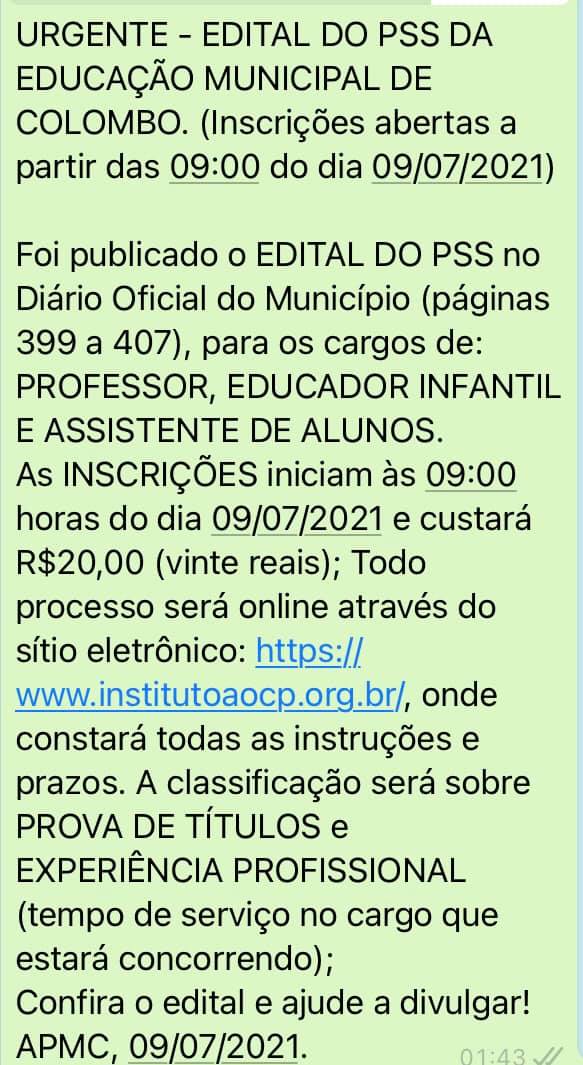 URGENTE - EDITAL DO PSS DA
EDUCAÇÃO MUNICIPAL DE
COLOMBO. (Inscrições abertas a
partir das 09:00 do dia 09/07/2021)
Foi publicado o EDITAL DO PSS no
Diário Oficial do Município (páginas
399 a 407), para os cargos de:
PROFESSOR, EDUCADOR INFANTIL
E ASSISTENTE DE ALUNOS.
As INSCRIÇÕES iniciam às 09:00
horas do dia 09/07/2021 e custará
R$20,00 (vinte reais); Todo
processo será online através do
sítio eletrônico: https://
www.institutoaocp.org.br/, onde
constará todas as instruções e
prazos. A classificação será sobre
PROVA DE TÍTULOS e
EXPERIÊNCIA PROFISSIONAL
(tempo de serviço no cargo que
estará concorrendo);
Confira o edital e ajude a divulgar!
APMC, 09/07/2021.
01:43